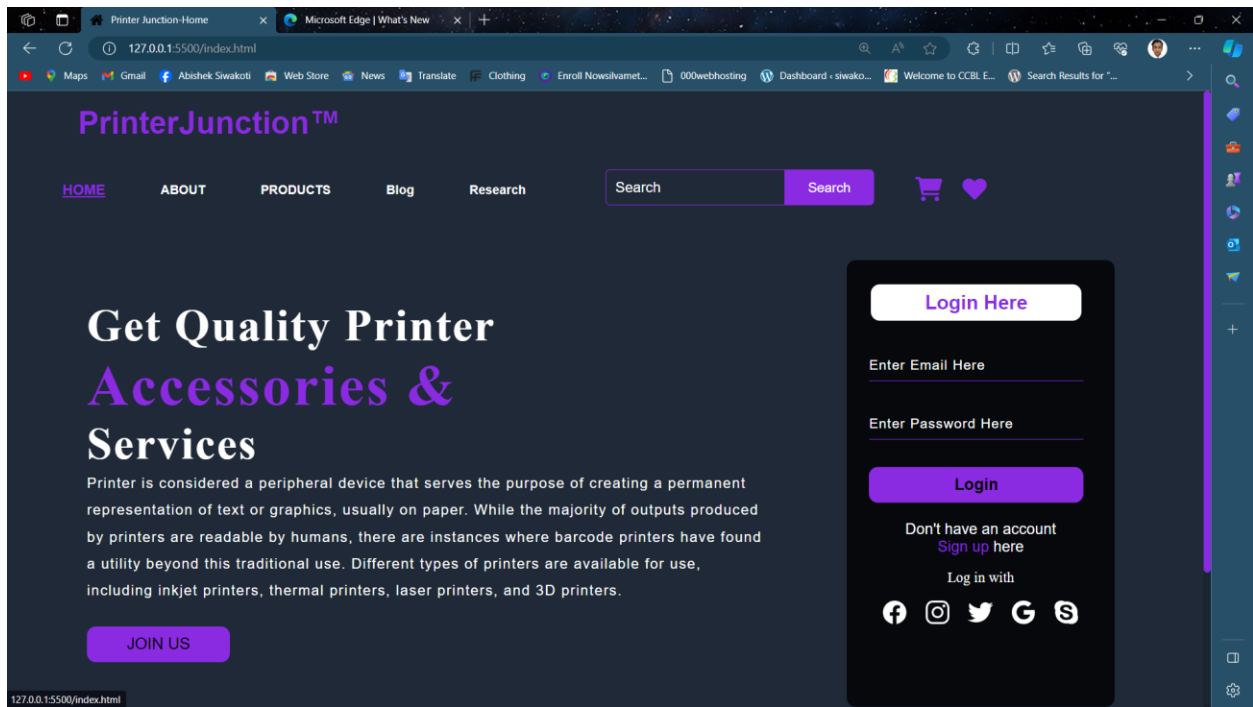 Printer Junction-Home
Microsoft Edge | What's New
127.0.0.1:5500/index.html
Maps Gmail Abishek Siwakoti Web Store News Translate Clothing Enroll Nowsilvamet... 000webhosting Dashboard ‹ siwako... Welcome to CCBL E... Search Results for "...
PrinterJunction™
HOME ABOUT PRODUCTS Blog Research Search Search
Get Quality Printer
Accessories &
Services
Printer is considered a peripheral device that serves the purpose of creating a permanent
representation of text or graphics, usually on paper. While the majority of outputs produced
by printers are readable by humans, there are instances where barcode printers have found
a utility beyond this traditional use. Different types of printers are available for use,
including inkjet printers, thermal printers, laser printers, and 3D printers.
JOIN US
Login Here
Enter Email Here
Enter Password Here
Login
Don't have an account
Sign up here
Log in with
127.0.0.1:5500/index.html